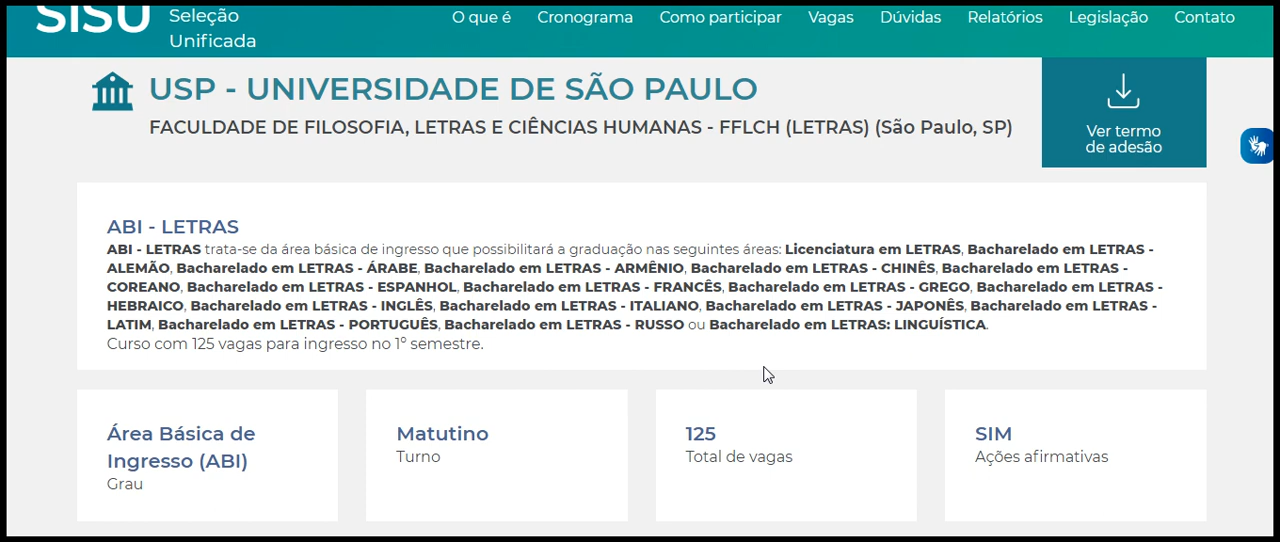 SISU
Seleção
Unificada
O que é Cronograma Como participar Vagas Dúvidas Relatórios Legislação Contato
USP - UNIVERSIDADE DE SÃO PAULO
FACULDADE DE FILOSOFIA, LETRAS E CIÊNCIAS HUMANAS - FFLCH (LETRAS) (São Paulo, SP)
Ver termo
de adesão
ABI - LETRAS
ABI - LETRAS trata-se da área básica de ingresso que possibilitará a graduação nas seguintes áreas: Licenciatura em LETRAS, Bacharelado em LETRAS -
ALEMÃO, Bacharelado em LETRAS - ÁRABE, Bacharelado em LETRAS - ARMÊNIO, Bacharelado em LETRAS - CHINÊS, Bacharelado em LETRAS -
COREANO, Bacharelado em LETRAS - ESPANHOL, Bacharelado em LETRAS - FRANCÊS, Bacharelado em LETRAS - GREGO, Bacharelado em LETRAS -
HEBRAICO, Bacharelado em LETRAS - INGLÊS, Bacharelado em LETRAS - ITALIANO, Bacharelado em LETRAS - JAPONÊS, Bacharelado em LETRAS -
LATIM, Bacharelado em LETRAS - PORTUGUÊS, Bacharelado em LETRAS - RUSSO ou Bacharelado em LETRAS: LINGUÍSTICA.
Curso com 125 vagas para ingresso no 1º semestre.
Área Básica de
Ingresso (ABI)
Grau
Matutino
Turno
125
Total de vagas
SIM
Ações afirmativas